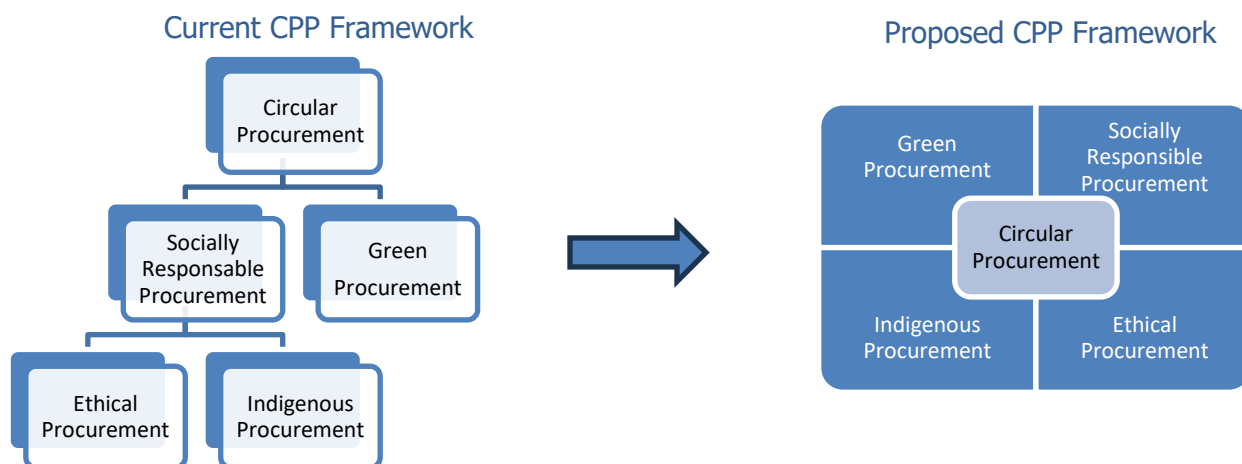 Current CPP Framework
Circular
Procurement
Socially
Responsable
Procurement
Green
Procurement
Ethical
Procurement
Indigenous
Procurement
Proposed CPP Framework
Green
Procurement
Socially
Responsible
Procurement
Circular
Procurement
Indigenous
Procurement
Ethical
Procurement